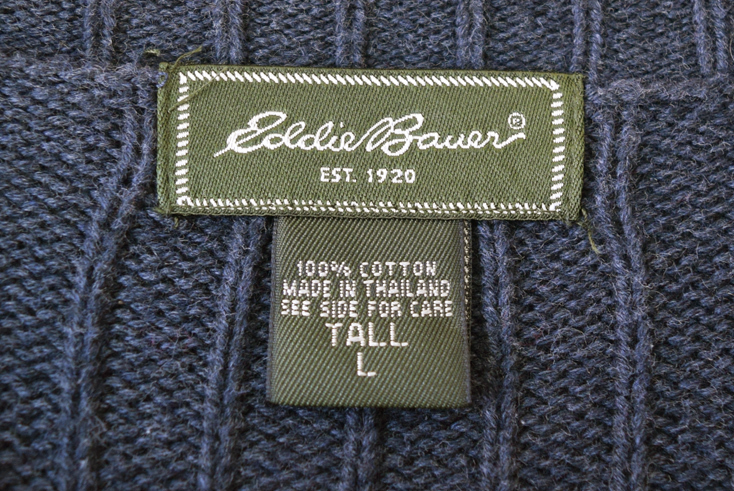 Eddie Bauer®
EST. 1920
100% COTTON
MADE IN THAILAND
SEE SIDE FOR CARE
TALL
L